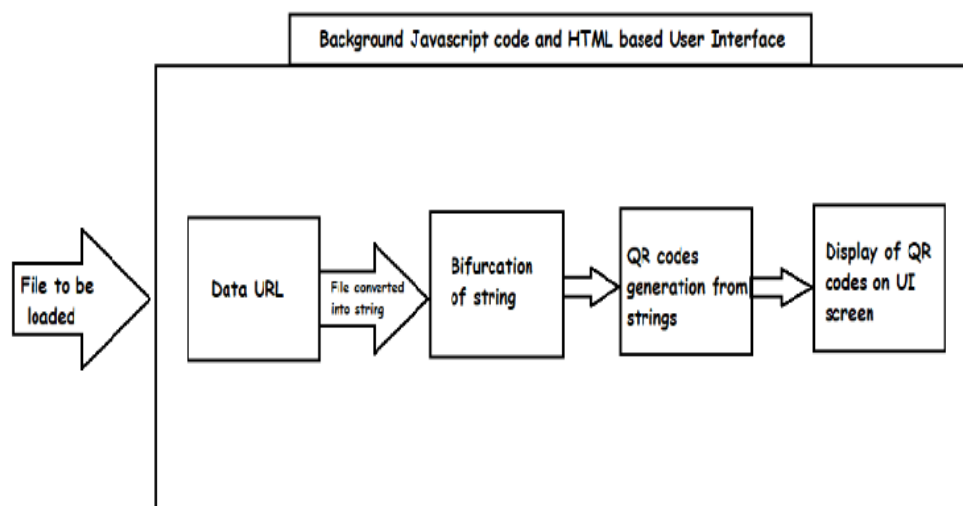 Background Javascript code and HTML based User Interface
File to be
loaded
Data URL
File converted
into string
Bifurcation
of string
QR codes
generation from
strings
Display of QR
codes on UI
screen